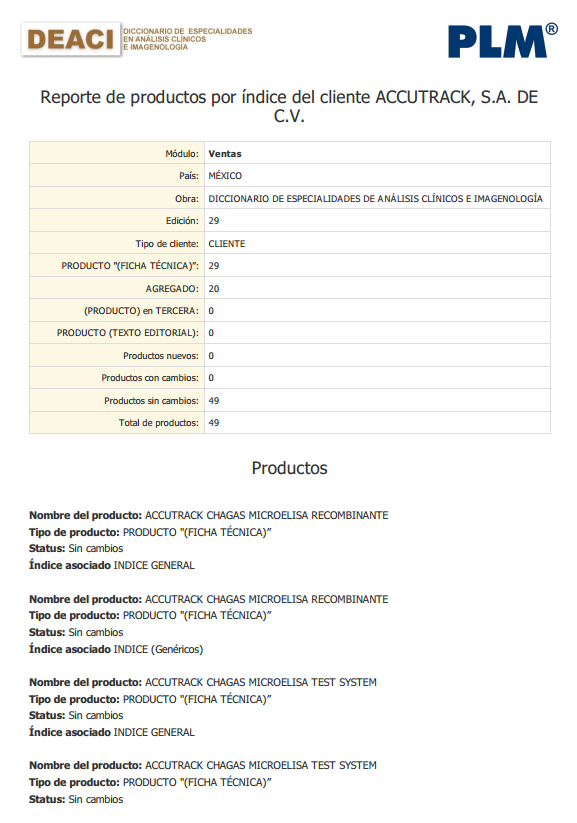 DEACI
DICCIONARIO DE ESPECIALIDADES
EN ANÁLISIS CLÍNICOS
E IMAGENOLOGÍA
PLM®
Reporte de productos por índice del cliente ACCUTRACK, S.A. DE
C.V.
Módulo: Ventas
País: MÉXICO
Obra: DICCIONARIO DE ESPECIALIDADES DE ANÁLISIS CLÍNICOS E IMAGENOLOGÍA
Edición: 29
Tipo de cliente: CLIENTE
PRODUCTO "(FICHA TÉCNICA)": 29
AGREGADO: 20
(PRODUCTO) en TERCERA: 0
PRODUCTO (TEXTO EDITORIAL): 0
Productos nuevos: 0
Productos con cambios: 0
Productos sin cambios: 49
Total de productos: 49
Productos
Nombre del producto: ACCUTRACK CHAGAS MICROELISA RECOMBINANTE
Tipo de producto: PRODUCTO "(FICHA TÉCNICA)"
Status: Sin cambios
Índice asociado INDICE GENERAL
Nombre del producto: ACCUTRACK CHAGAS MICROELISA RECOMBINANTE
Tipo de producto: PRODUCTO "(FICHA TÉCNICA)"
Status: Sin cambios
Índice asociado INDICE (Genéricos)
Nombre del producto: ACCUTRACK CHAGAS MICROELISA TEST SYSTEM
Tipo de producto: PRODUCTO "(FICHA TÉCNICA)"
Status: Sin cambios
Índice asociado INDICE GENERAL
Nombre del producto: ACCUTRACK CHAGAS MICROELISA TEST SYSTEM
Tipo de producto: PRODUCTO "(FICHA TÉCNICA)"
Status: Sin cambios